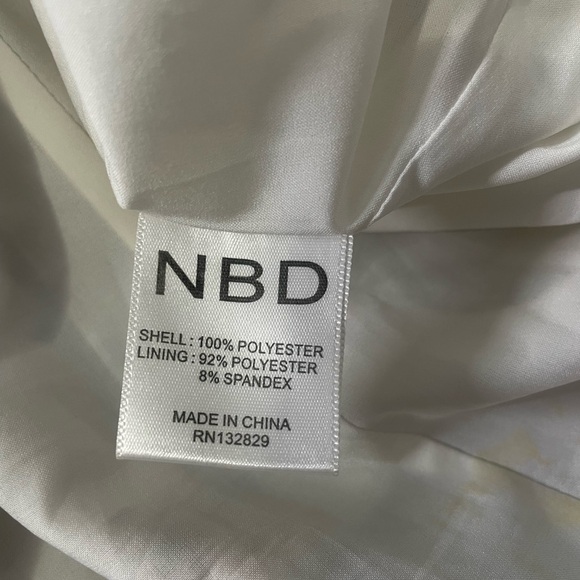 NBD
SHELL : 100% POLYESTER
LINING : 92% POLYESTER
8% SPANDEX
MADE IN CHINA
RN132829